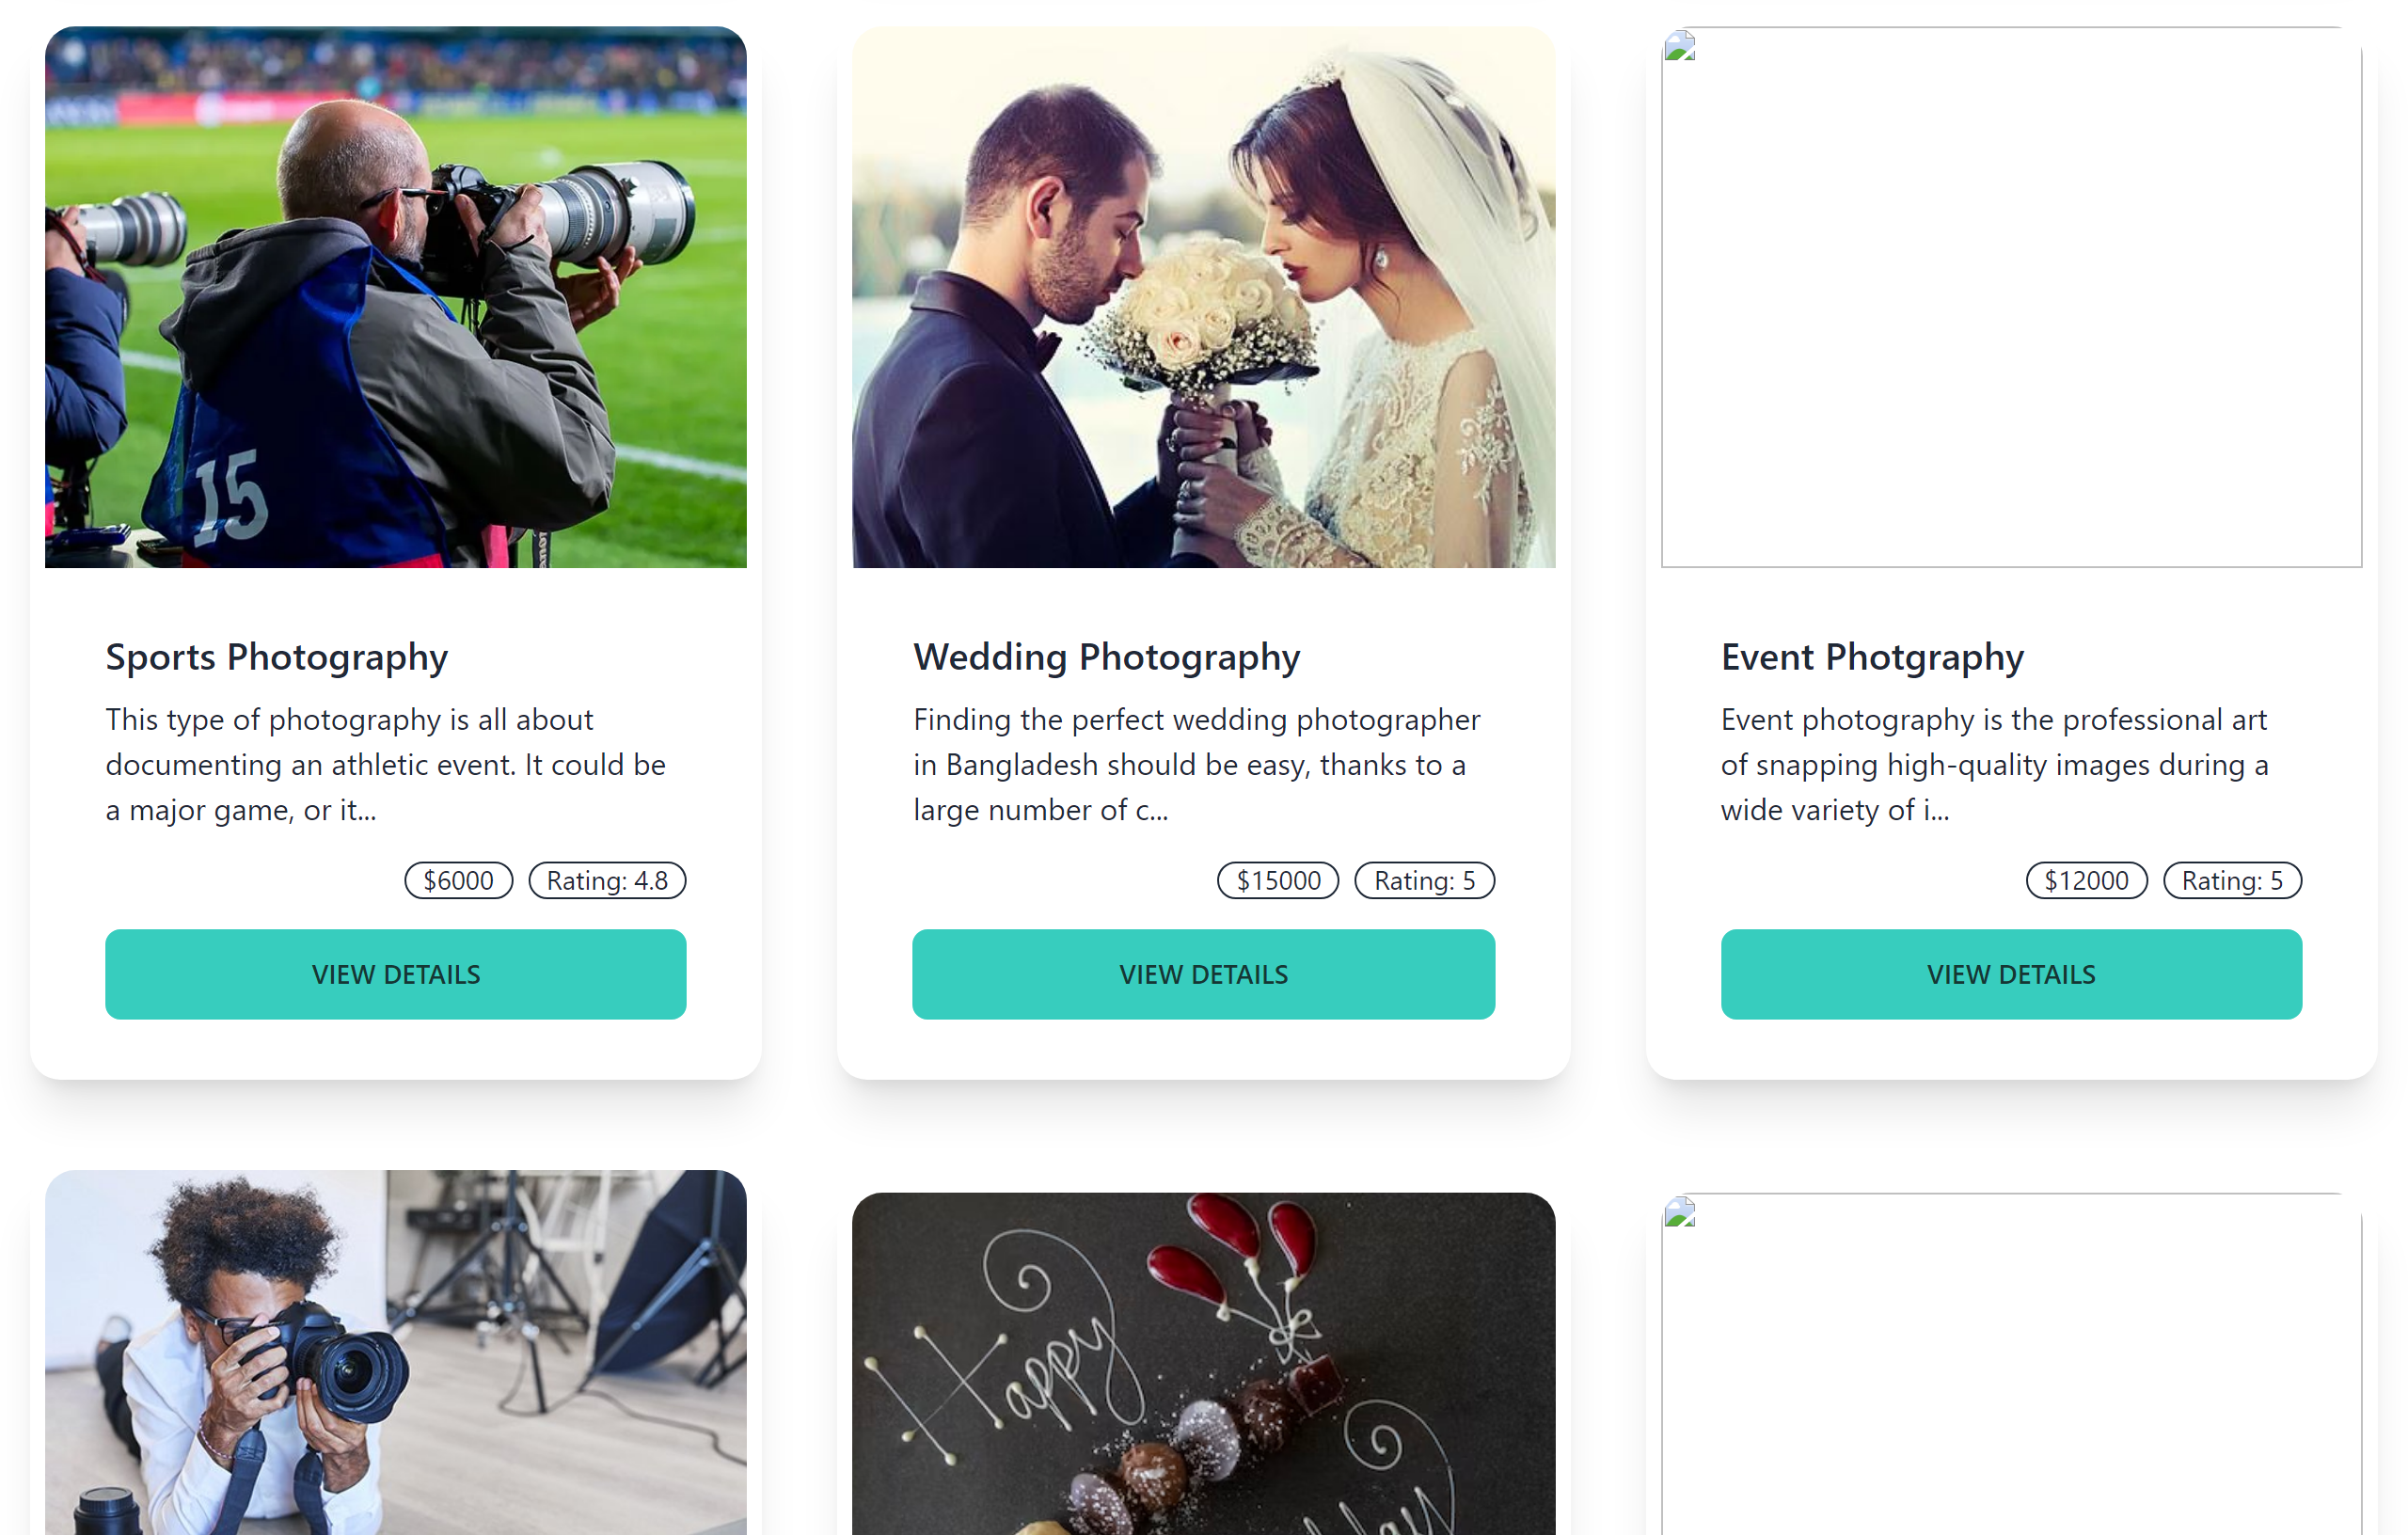 15
Sports Photography
This type of photography is all about
documenting an athletic event. It could be
a major game, or it...
$6000
Rating: 4.8
VIEW DETAILS
Wedding Photography
Finding the perfect wedding photographer
in Bangladesh should be easy, thanks to a
large number of c...
$15000
Rating: 5
VIEW DETAILS
Event Photgraphy
Event photography is the professional art
of snapping high-quality images during a
wide variety of i...
$12000
Rating: 5
VIEW DETAILS
Happy